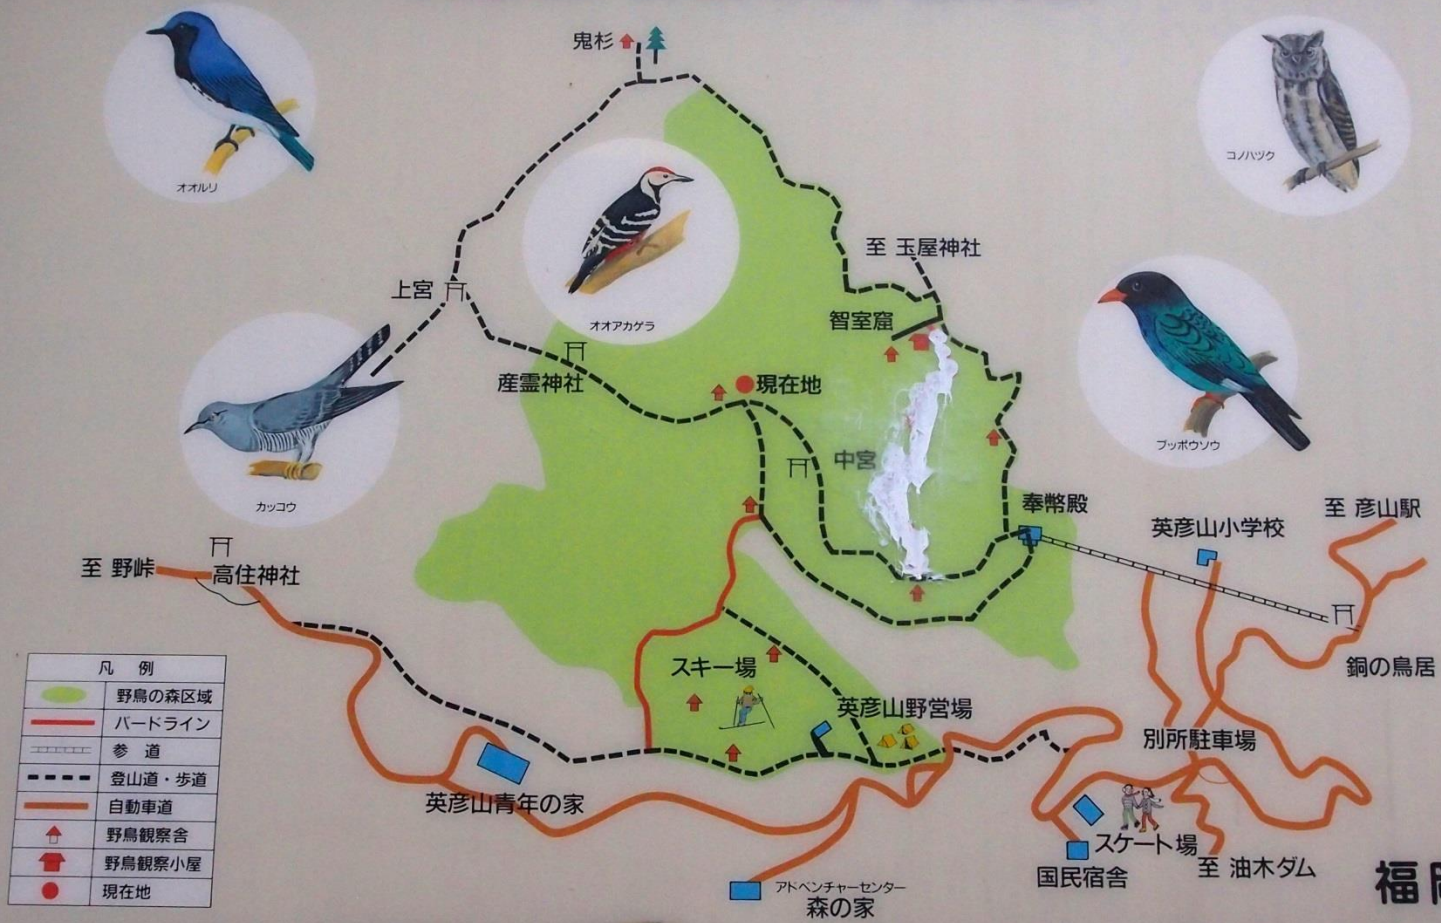 鬼杉
オオルリ
コノハヅク
至 玉屋神社
上宮
智室窟
オオアカゲラ
産霊神社
現在地
ブッポウソウ
中宮
カッコウ
奉幣殿
至 彦山駅
英彦山小学校
至 野峠
高住神社
銅の鳥居
スキー場
英彦山野営場
別所駐車場
英彦山青年の家
スケート場
国民宿舎
至 油木ダム
アドベンチャーセンター
森の家
福
凡 例
野鳥の森区域
バードライン
参 道
登山道・歩道
自動車道
野鳥観察舎
野鳥観察小屋
現在地